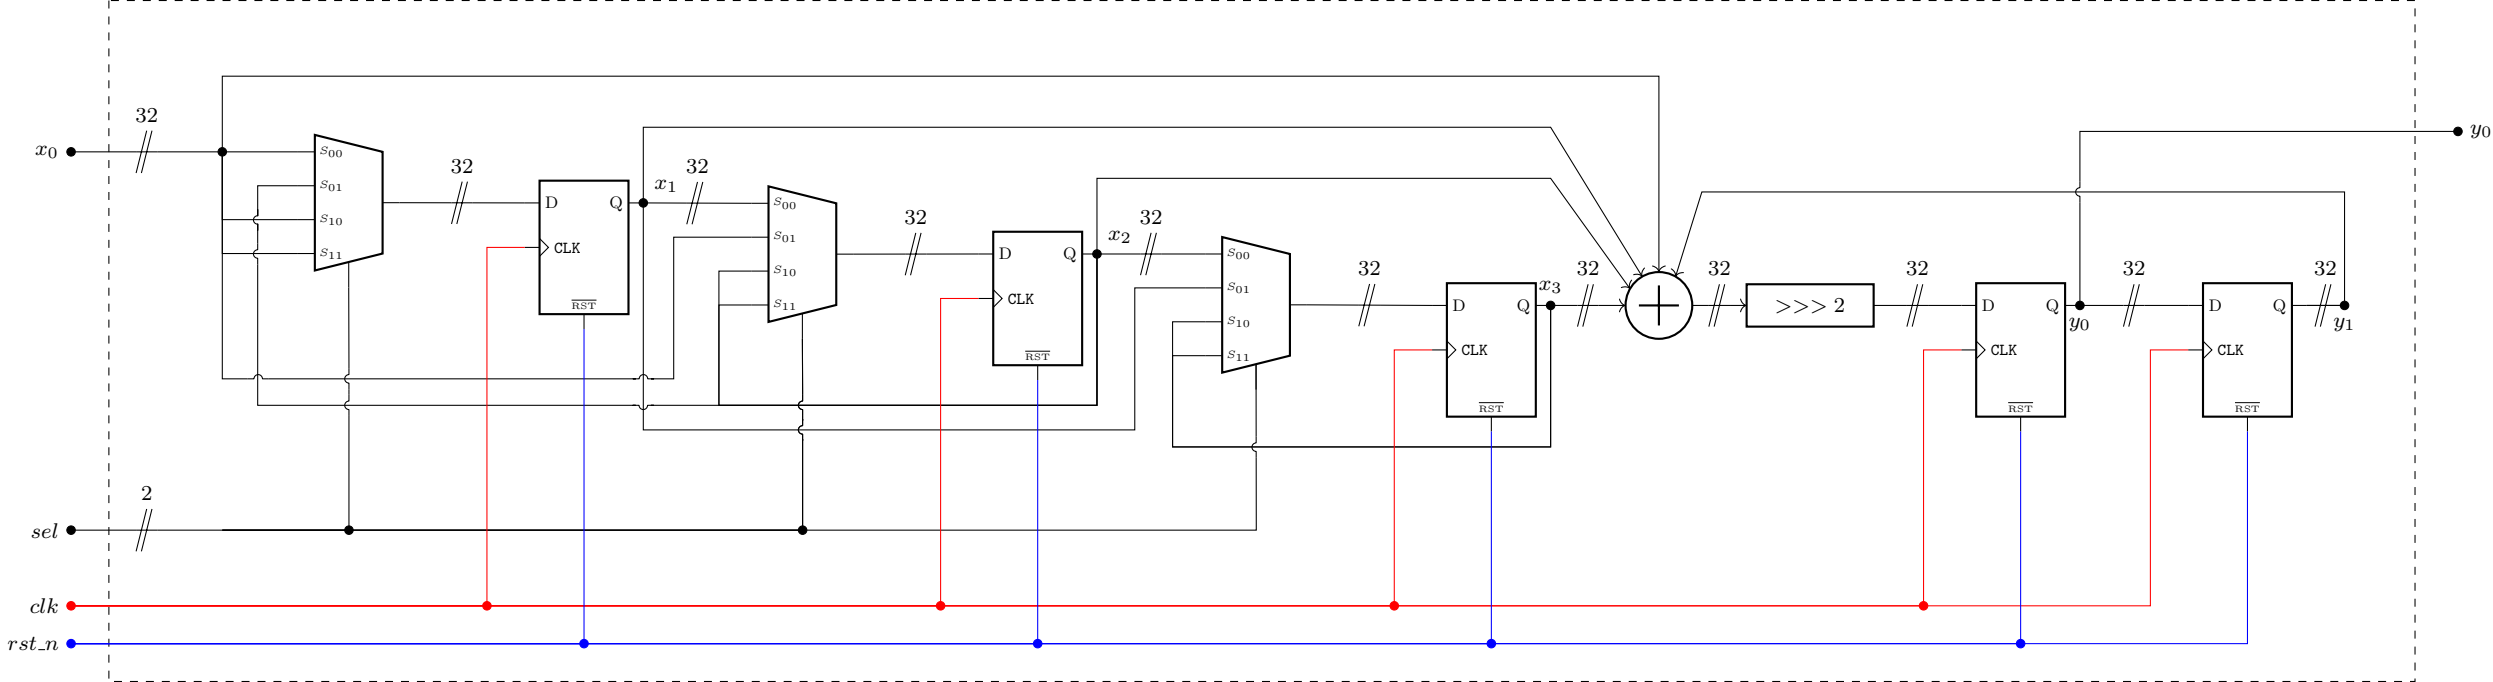 32
x₀
S₀₀
S₀₁
S₁₀
S₁₁
32
D
Q
CLK
RST
x₁
32
S₀₀
S₀₁
S₁₀
S₁₁
32
D
Q
CLK
RST
x₂
32
S₀₀
S₀₁
S₁₀
S₁₁
32
D
Q
CLK
RST
x₃
32
+
32
>>> 2
32
D
Q
CLK
RST
y₀
32
D
Q
CLK
RST
32
y₁
y₀
2
sel
clk
rst_n